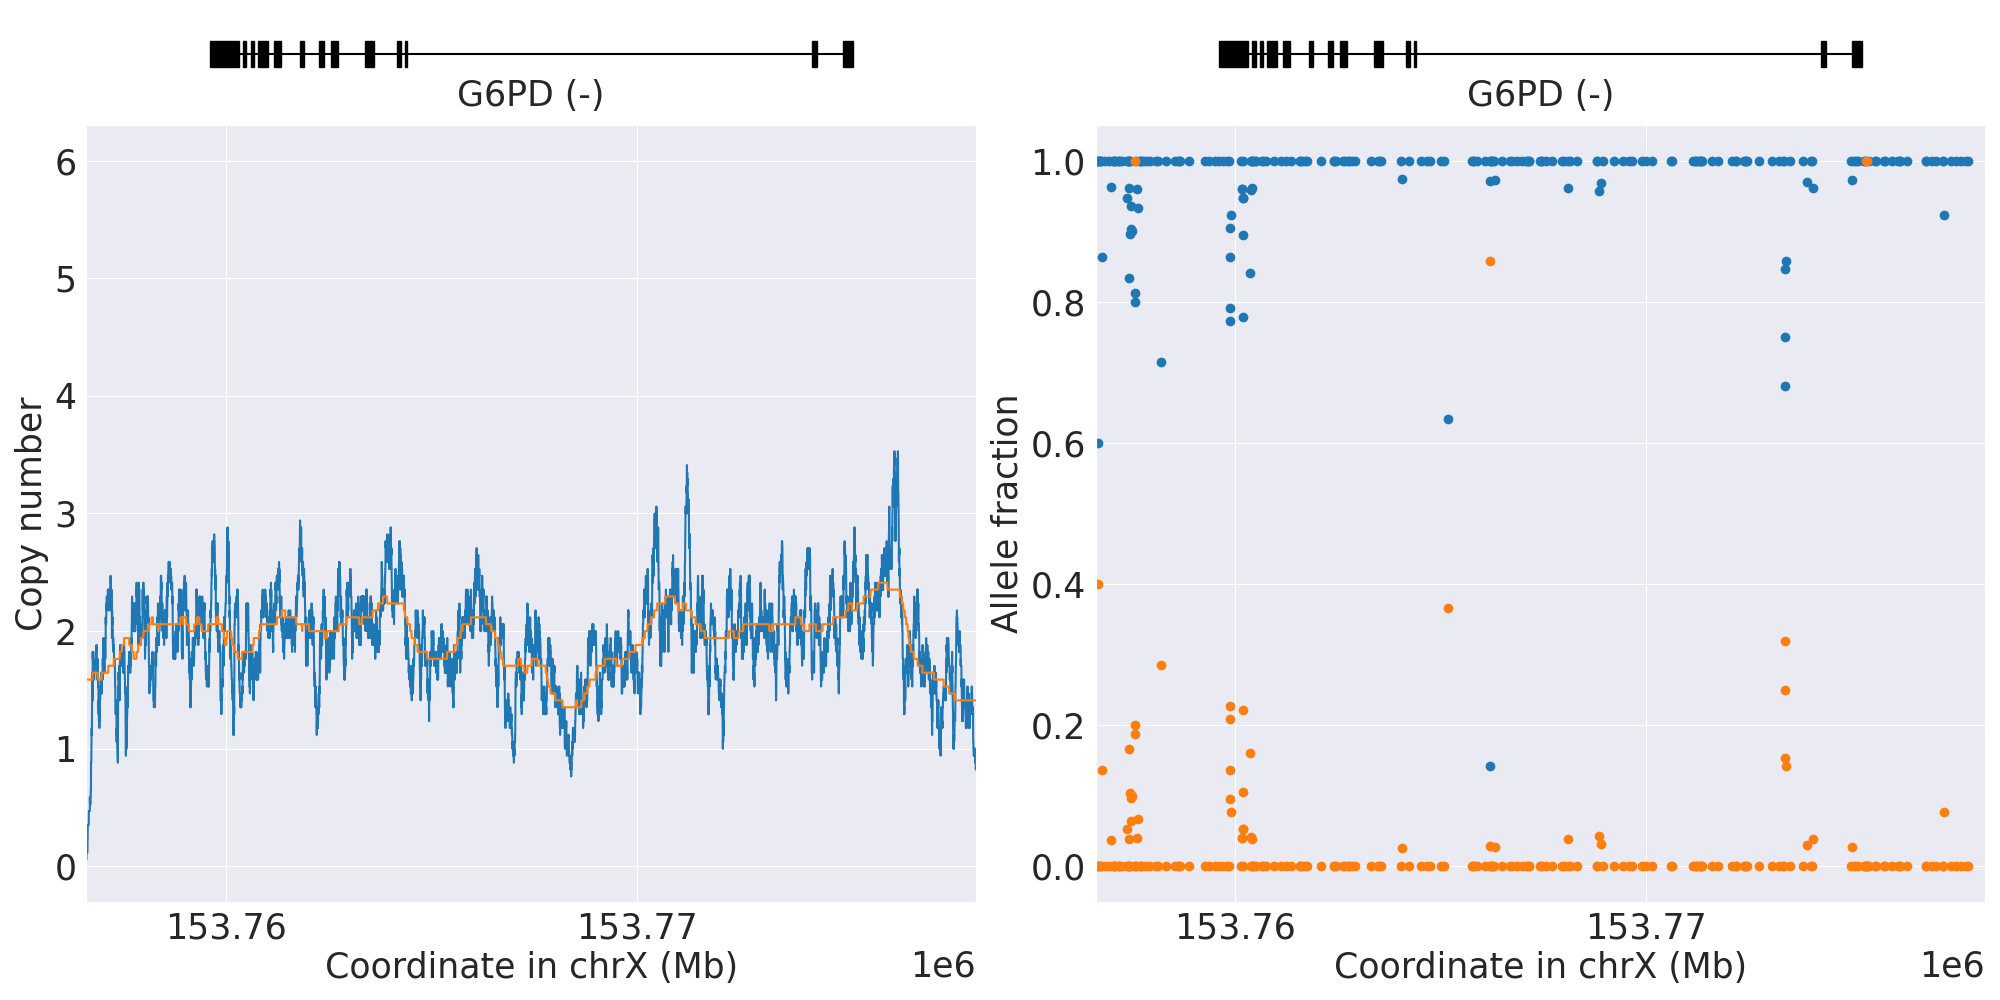 G6PD (-)
6
5
4
3
2
1
0
Copy number
153.76
153.77
Coordinate in chrX (Mb)
1e6
G6PD (-)
1.0
0.8
0.6
0.4
0.2
0.0
Allele fraction
153.76
153.77
Coordinate in chrX (Mb)
1e6